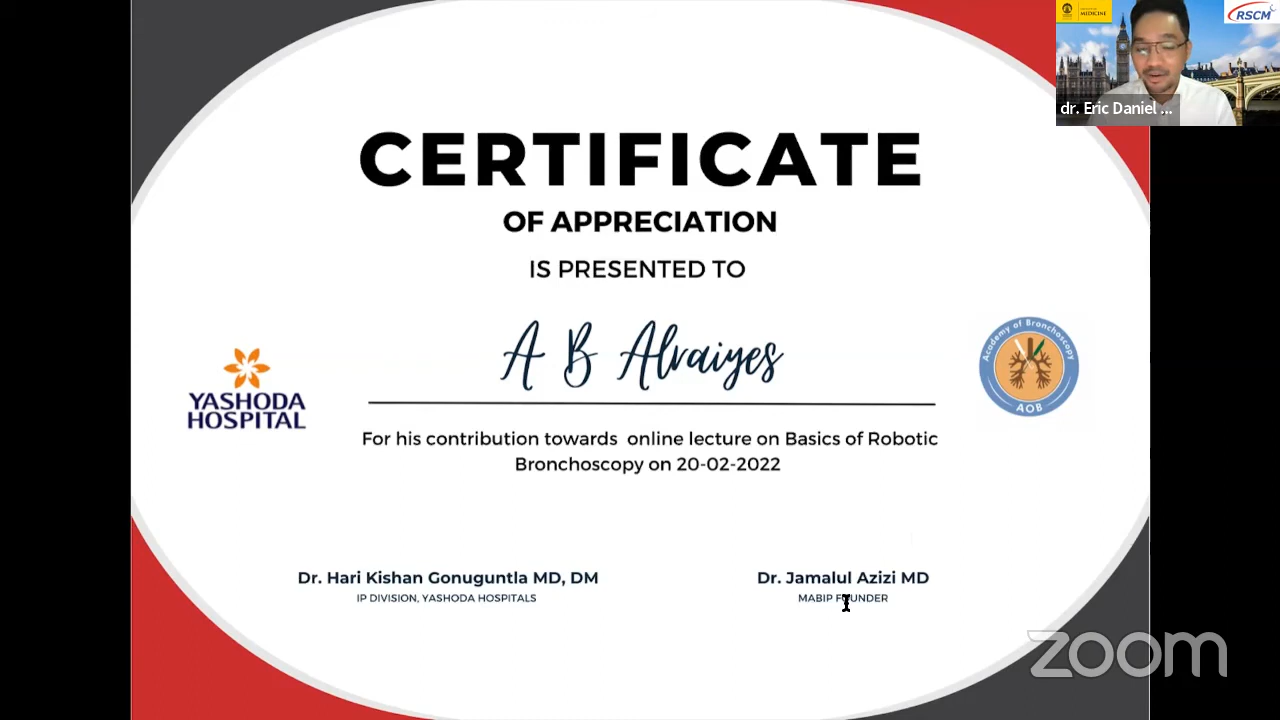 MEDICINE
RSCM
dr. Eric Daniel ...
CERTIFICATE
OF APPRECIATION
IS PRESENTED TO
A B Alraiyes
YASHODA
HOSPITAL
Academy of Bronchoscopy
AOB
For his contribution towards online lecture on Basics of Robotic
Bronchoscopy on 20-02-2022
Dr. Hari Kishan Gonuguntla MD, DM
IP DIVISION, YASHODA HOSPITALS
Dr. Jamalul Azizi MD
MABIP FOUNDER
zoom